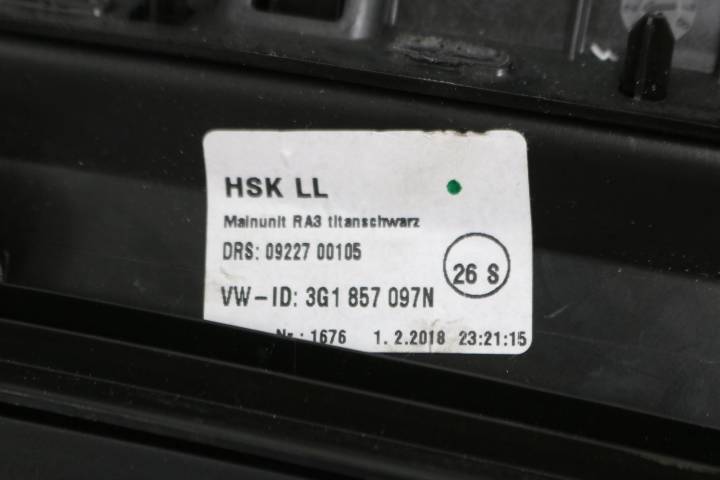 HSK LL
Mainunit RA3 titanschwarz
DRS: 09227 00105
26 S
VW-ID: 3G1 857 097N
Nr.: 1676 1. 2.2018 23:21:15